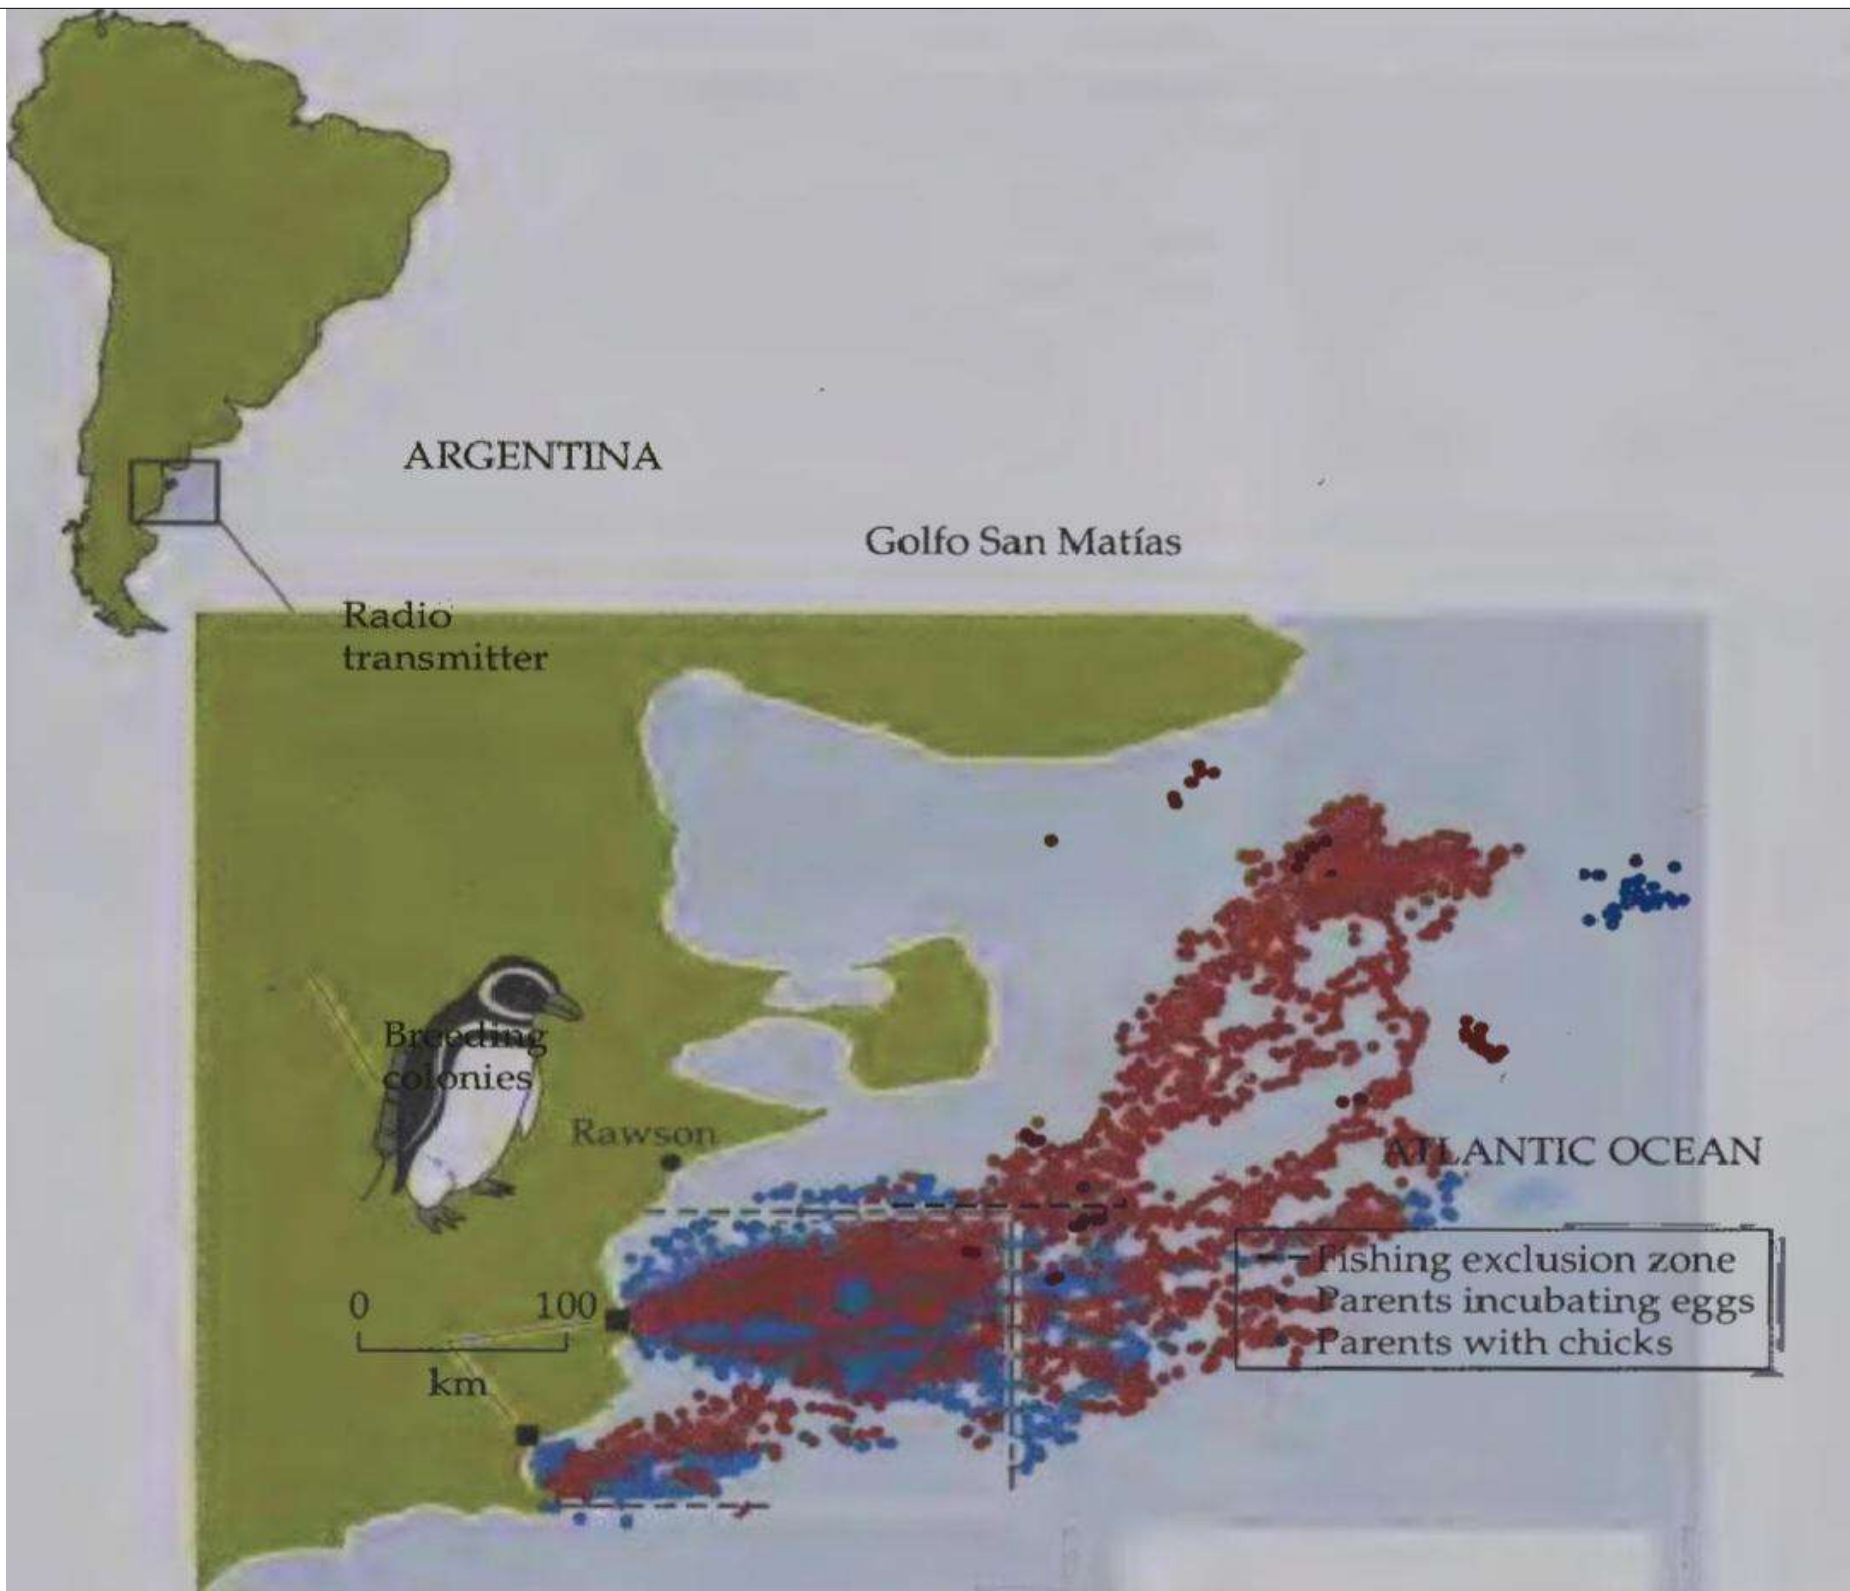 ARGENTINA
Golfo San Matías
Radio
transmitter
Breeding
colonies
Rawson
ATLANTIC OCEAN
Fishing exclusion zone
0 100
Parents incubating eggs
Parents with chicks
km